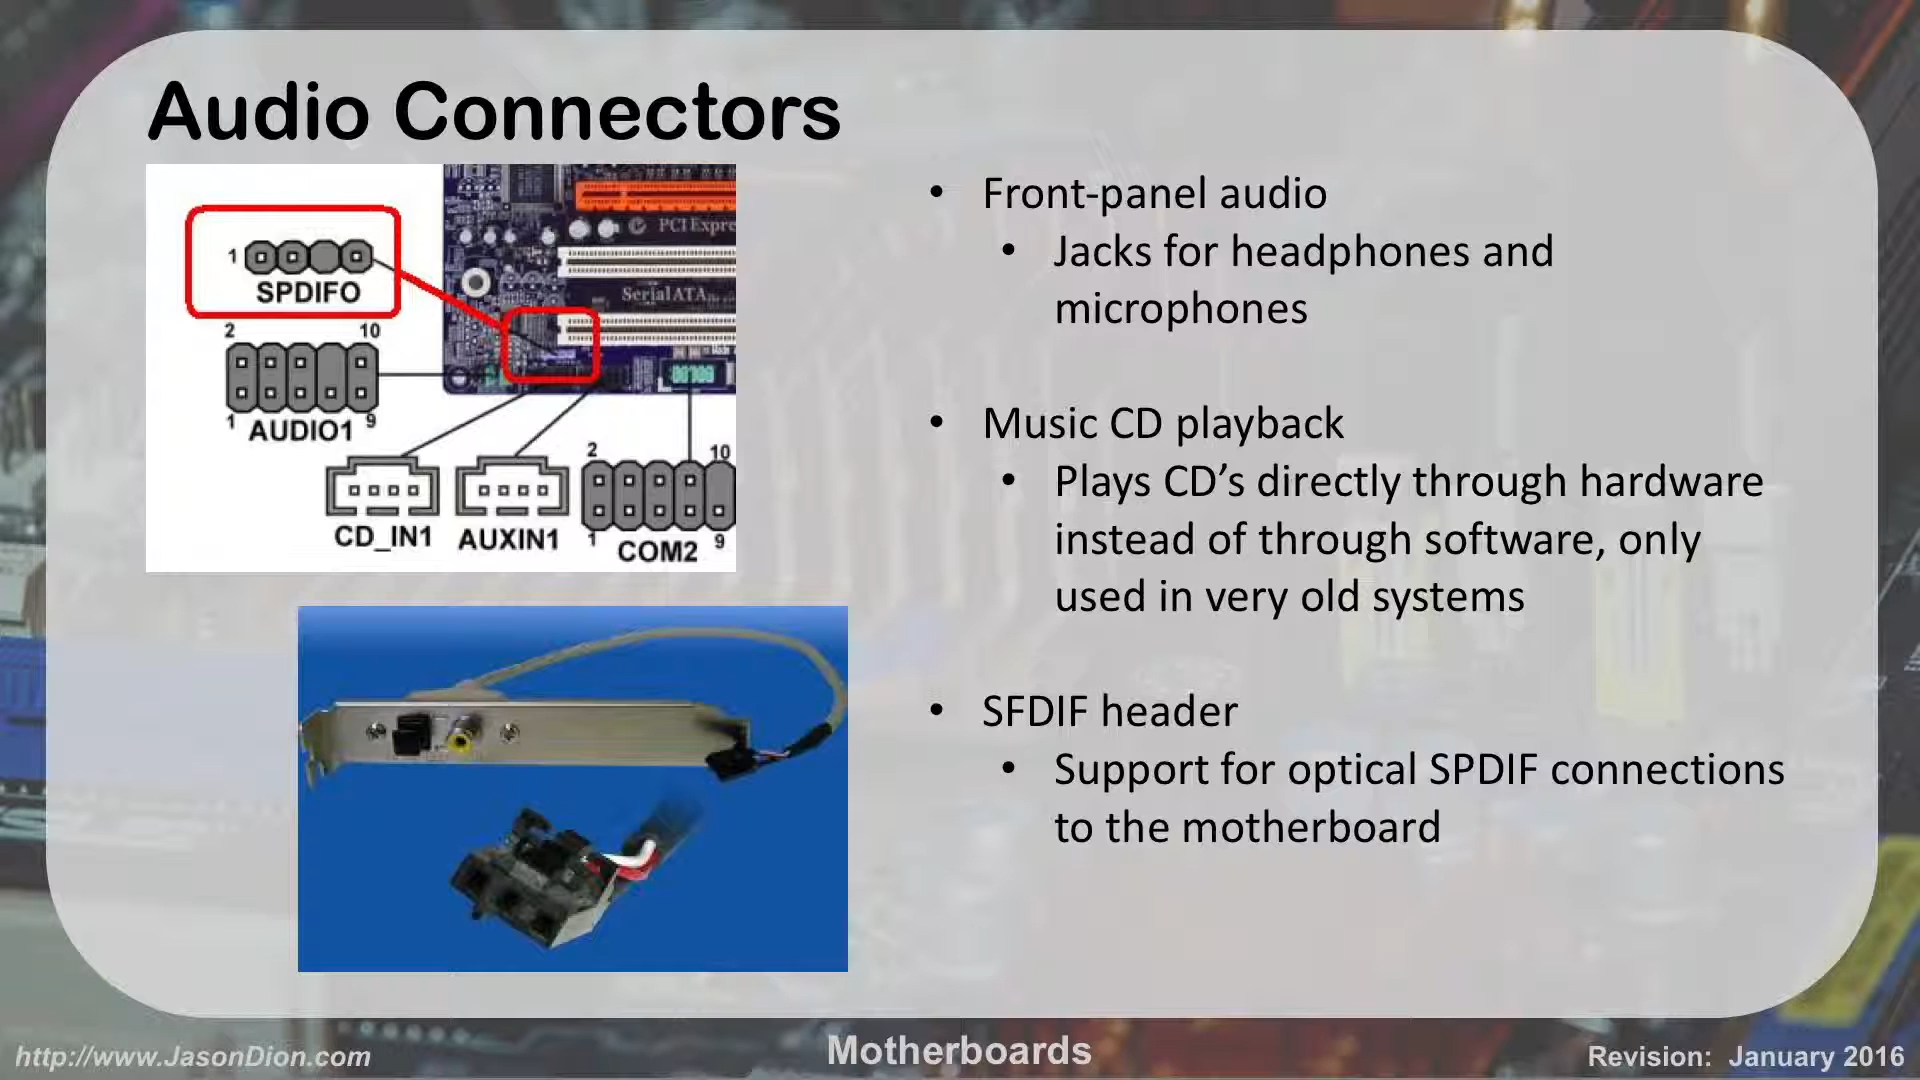 Audio Connectors
1
SPDIFO
2 10
1 9
AUDIO1
CD_IN1
AUXIN1
2 10
1 9
COM2
PCI Expre
Serial ATA
• Front-panel audio
• Jacks for headphones and
microphones
• Music CD playback
• Plays CD’s directly through hardware
instead of through software, only
used in very old systems
• SFDIF header
• Support for optical SPDIF connections
to the motherboard
http://www.JasonDion.com
Motherboards
Revision: January 2016